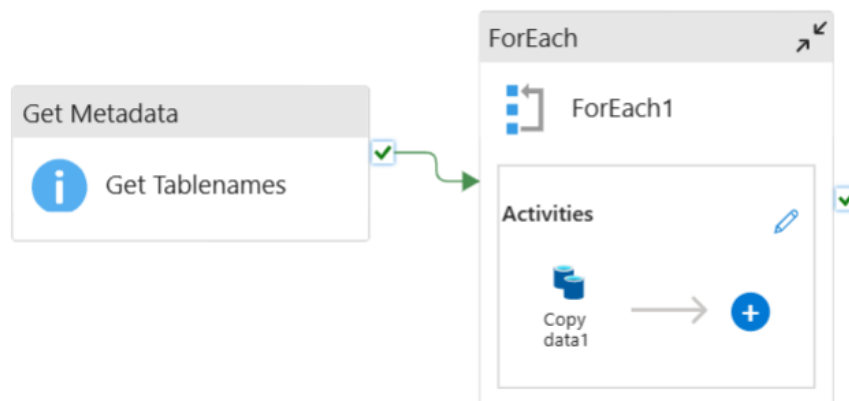 Get Metadata
Get Tablenames
ForEach
ForEach1
Activities
Copy
data1